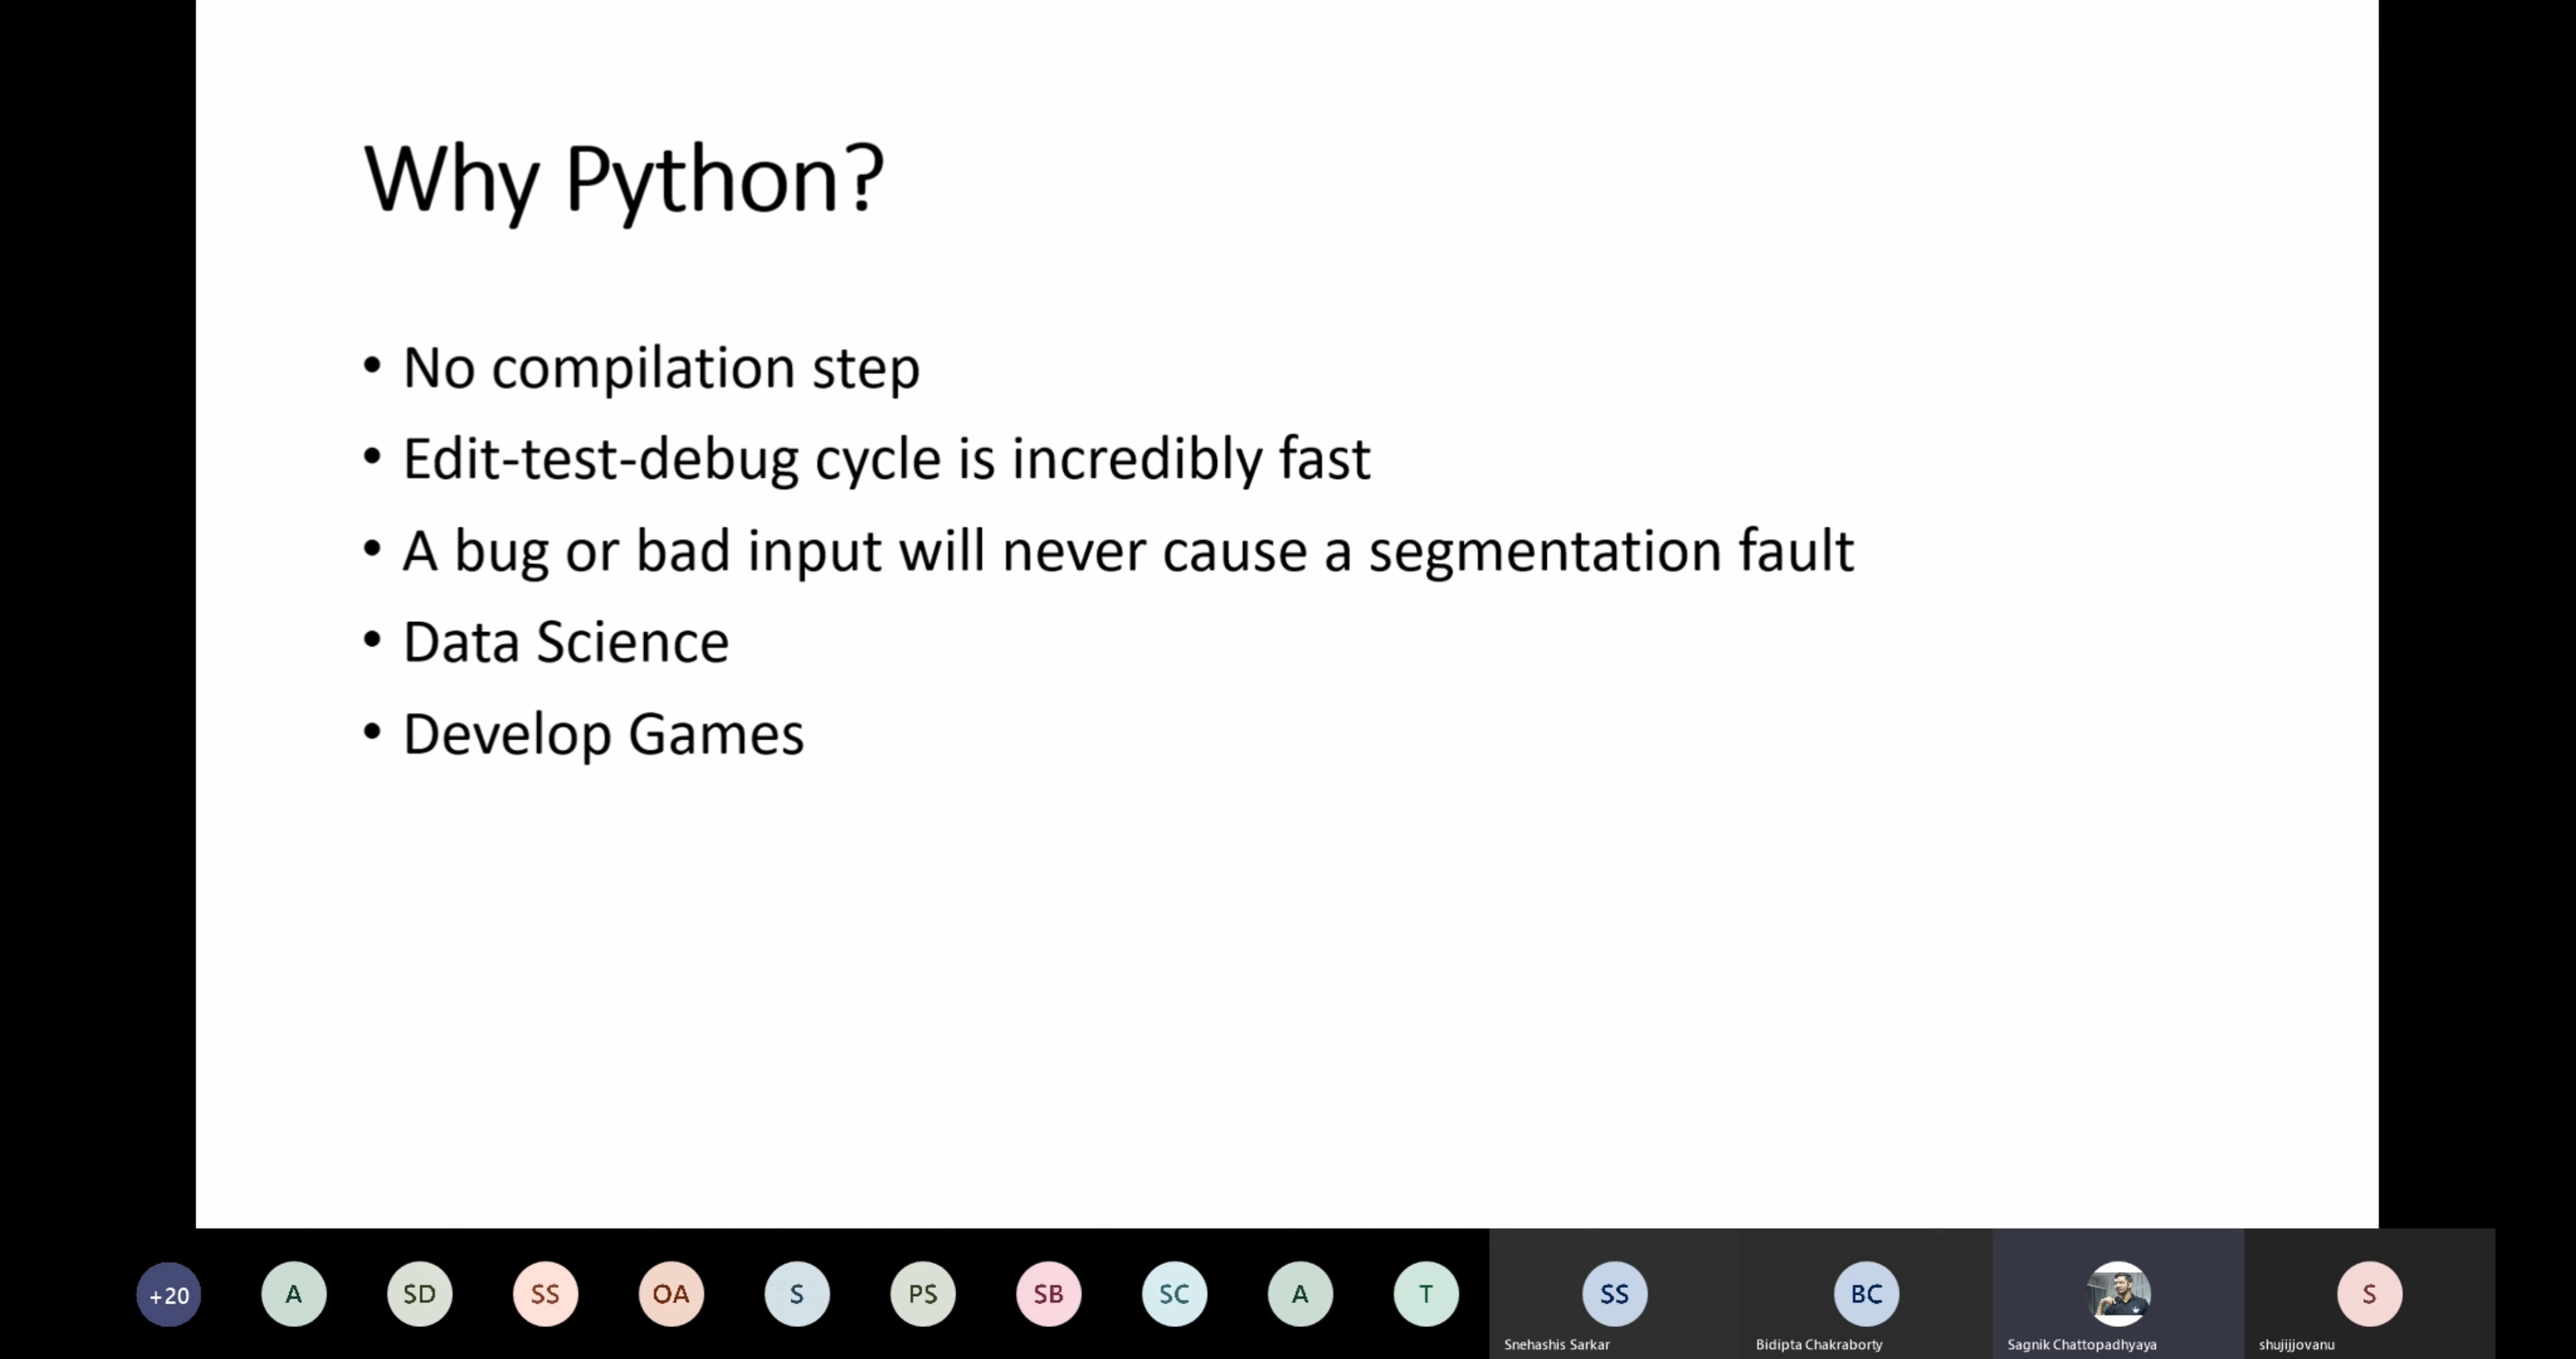 Why Python?
• No compilation step
• Edit-test-debug cycle is incredibly fast
• A bug or bad input will never cause a segmentation fault
• Data Science
• Develop Games
+20 A SD SS OA S PS SB SC A T SS BC S
Snehashis Sarkar Bidipta Chakraborty Sagnik Chattopadhyaya shujijjovanu